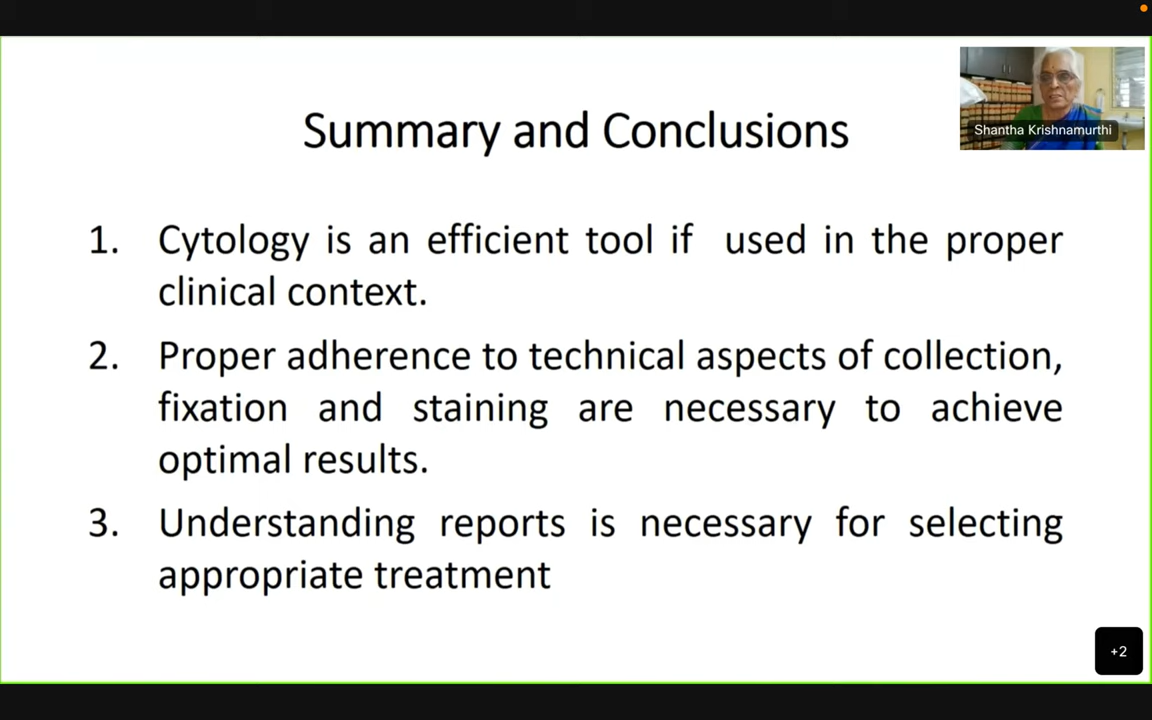 Summary and Conclusions
Shantha Krishnamurthi
1. Cytology is an efficient tool if used in the proper
clinical context.
2. Proper adherence to technical aspects of collection,
fixation and staining are necessary to achieve
optimal results.
3. Understanding reports is necessary for selecting
appropriate treatment
+2